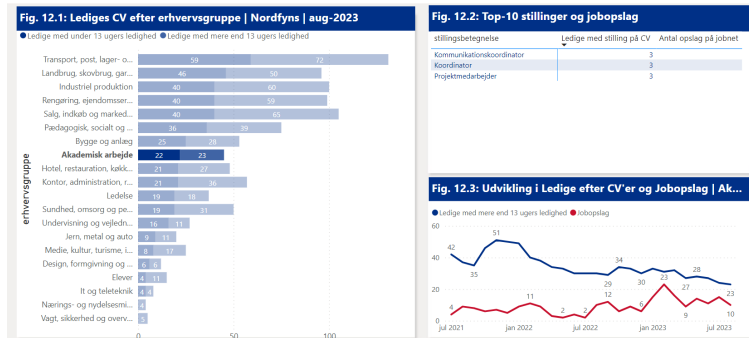 Fig. 12.1: Lediges CV efter erhvervsgruppe | Nordfyns | aug-2023
Ledige med under 13 ugers ledighed Ledige med mere end 13 ugers ledighed
erhvervsgruppe
Transport, post, lager- o... 59 72
Landbrug, skovbrug, gar... 46 50
Industriel produktion 40 60
Rengøring, ejendomsser... 40 59
Salg, indkøb og marked... 40 65
Pædagogisk, socialt og ... 36 39
Bygge og anlæg 25 28
Akademisk arbejde 22 23
Hotel, restauration, køkk... 21 27
Kontor, administration, r... 21 36
Ledelse 19 18
Sundhed, omsorg og pe... 19 31
Undervisning og vejledn... 16 11
Jern, metal og auto 9 11
Medie, kultur, turisme, i... 8 17
Design, formgivning og ... 6 6
Elever 4 11
It og teleteknik 4 4
Nærings- og nydelsesmi... 4
Vagt, sikkerhed og overv... 5
0 50 100
Fig. 12.2: Top-10 stillinger og jobopslag
stillingsbetegnelse Ledige med stilling på CV Antal opslag på jobnet
Kommunikationskoordinator 3
Koordinator 3
Projektmedarbejder 3
Fig. 12.3: Udvikling i Ledige efter CV'er og Jobopslag | Ak...
Ledige med mere end 13 ugers ledighed Jobopslag
60
40
20
0
42 35 51 29 34 30 27 28 23
4 11 2 2 12 6 23 9 10
jul 2021 jan 2022 jul 2022 jan 2023 jul 2023